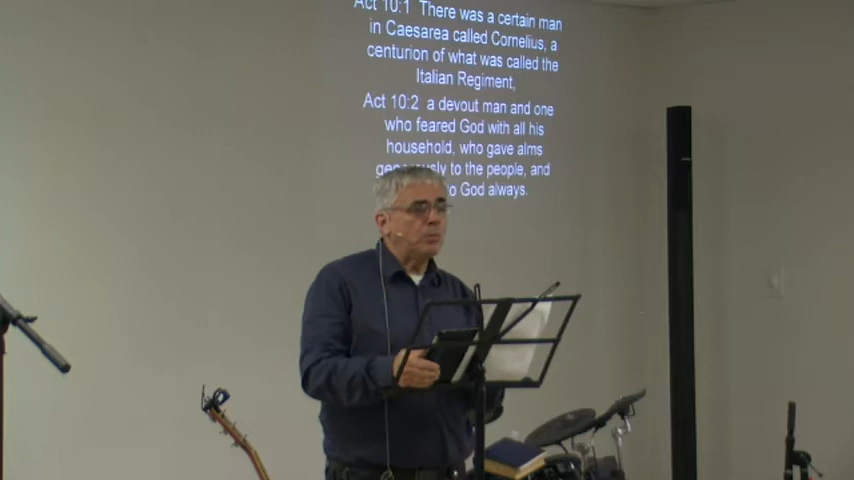 Act 10:1 There was a certain man
in Caesarea called Cornelius, a
centurion of what was called the
Italian Regiment,
Act 10:2 a devout man and one
who feared God with all his
household, who gave alms
generously to the people, and
to God always.